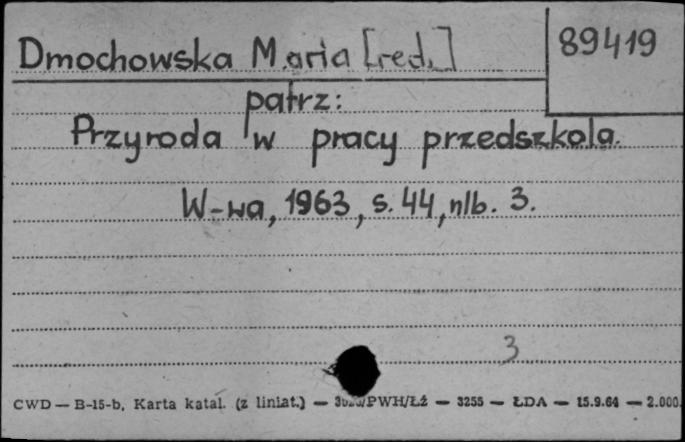 Dmochowska Maria [red.]
89419
patrz:
Przyroda w pracy przedszkola.
W-wa, 1963, s. 44, nlb. 3.
3
CWD — B-15-b, Karta katal. (z liniat.) — PWH/Łż — 3255 — ŁDA — 15.9.64 — 2.000.